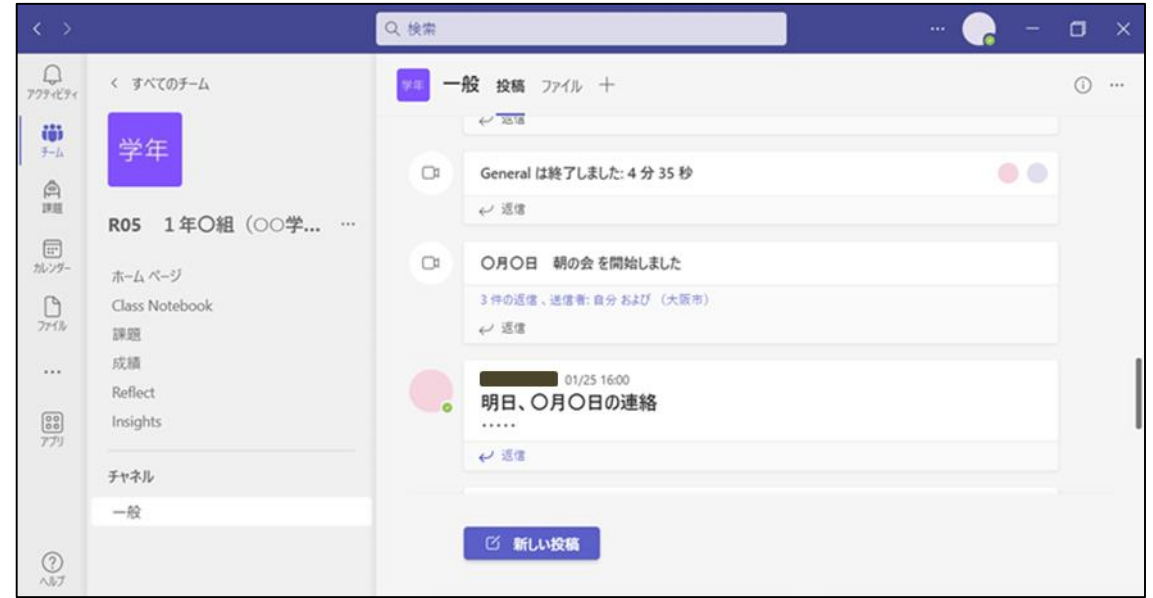 検索
アクティビティ
チーム
課題
カレンダー
ファイル
アプリ
ヘルプ
すべてのチーム
学年
R05　1年〇組（○○学...
ホーム ページ
Class Notebook
課題
成績
Reflect
Insights
チャネル
一般
学年 一般 投稿 ファイル
返信
General は終了しました: 4 分 35 秒
返信
〇月〇日　朝の会 を開始しました
3 件の返信 、送信者: 自分 および （大阪市）
返信
01/25 16:00
明日、〇月〇日の連絡
・・・・・
返信
新しい投稿